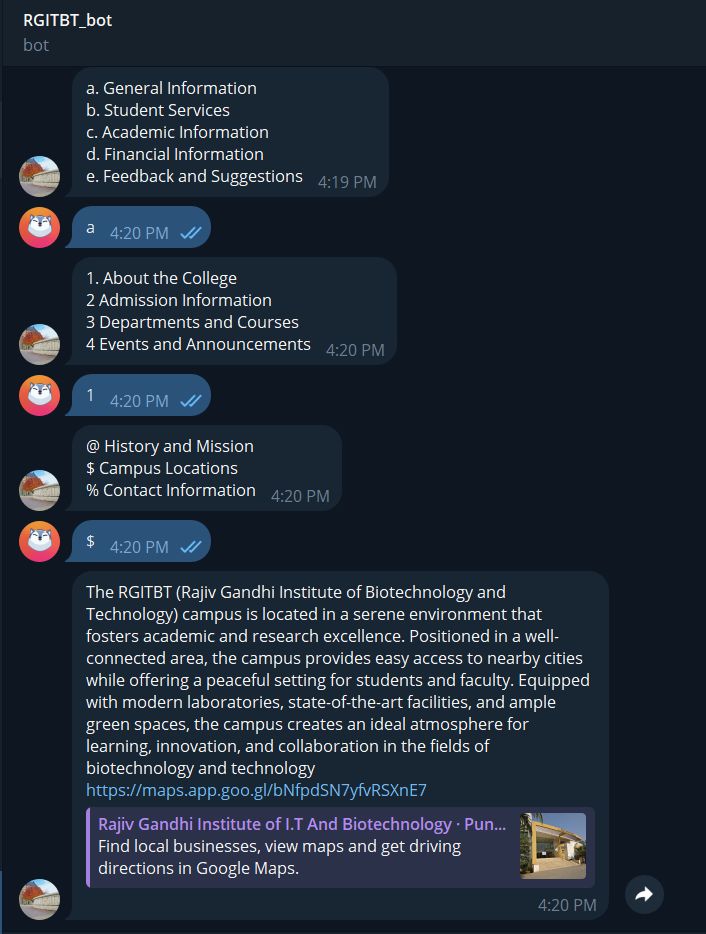 RGITBT_bot
bot
a. General Information
b. Student Services
c. Academic Information
d. Financial Information
e. Feedback and Suggestions 4:19 PM
a 4:20 PM
1. About the College
2 Admission Information
3 Departments and Courses
4 Events and Announcements 4:20 PM
1 4:20 PM
@ History and Mission
$ Campus Locations
% Contact Information 4:20 PM
$ 4:20 PM
The RGITBT (Rajiv Gandhi Institute of Biotechnology and
Technology) campus is located in a serene environment that
fosters academic and research excellence. Positioned in a well-
connected area, the campus provides easy access to nearby cities
while offering a peaceful setting for students and faculty. Equipped
with modern laboratories, state-of-the-art facilities, and ample
green spaces, the campus creates an ideal atmosphere for
learning, innovation, and collaboration in the fields of
biotechnology and technology
https://maps.app.goo.gl/bNfpdSN7yfvRSXnE7
Rajiv Gandhi Institute of I.T And Biotechnology · Pun...
Find local businesses, view maps and get driving
directions in Google Maps.
4:20 PM